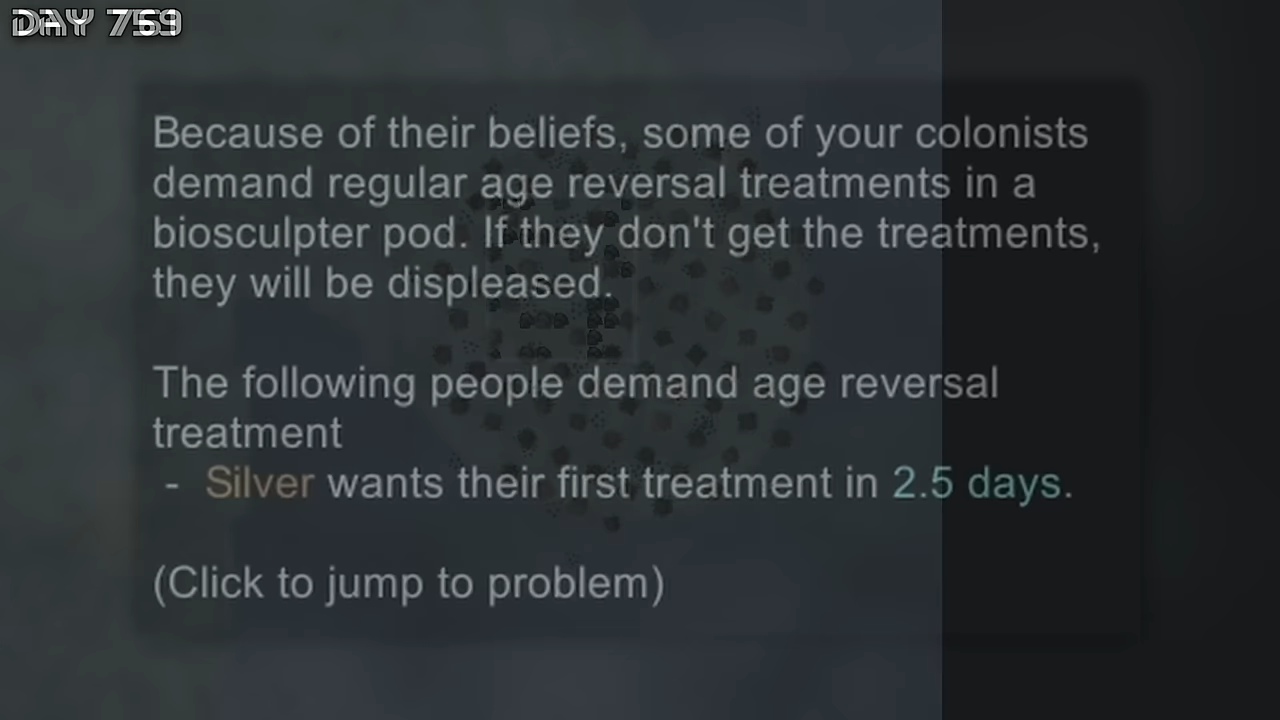 DAY
Because of their beliefs, some of your colonists
demand regular age reversal treatments in a
biosculpter pod. If they don't get the treatments,
they will be displeased.
The following people demand age reversal
treatment
- Silver wants their first treatment in 2.5 days.
(Click to jump to problem)